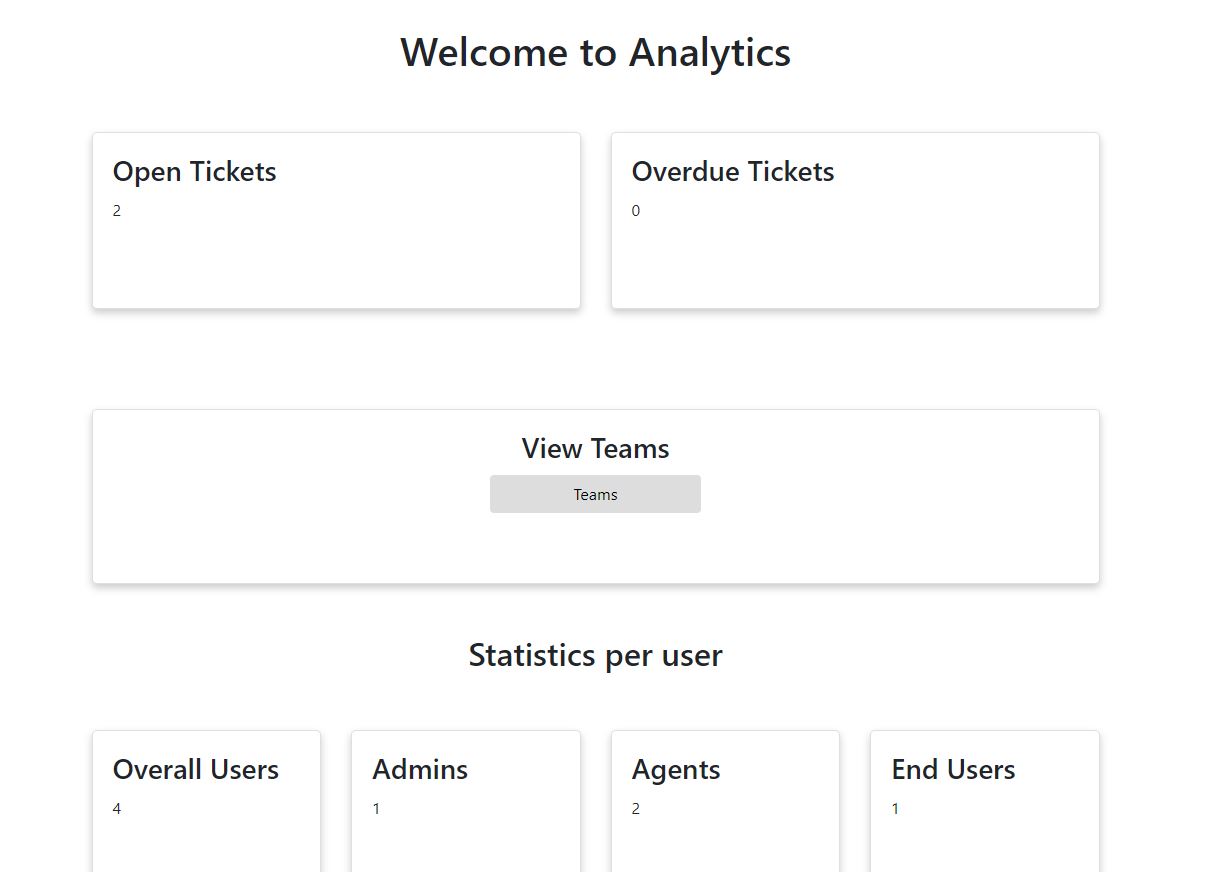 Welcome to Analytics
Open Tickets
2
Overdue Tickets
0
View Teams
Teams
Statistics per user
Overall Users
4
Admins
1
Agents
2
End Users
1